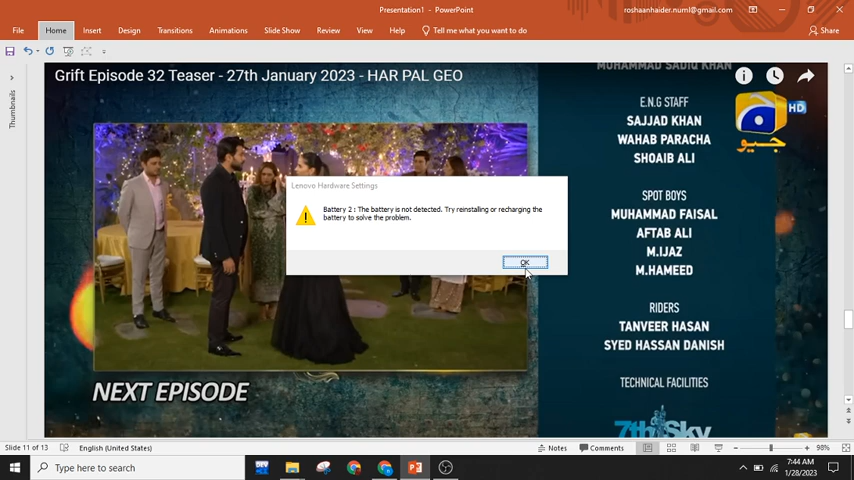 Presentation1 - PowerPoint
roshaanhaider.numl@gmail.com
File Home Insert Design Transitions Animations Slide Show Review View Help Tell me what you want to do Share
Thumbnails
Grift Episode 32 Teaser - 27th January 2023 - HAR PAL GEO
MUHAMMAD SADIQ KHAN
E.N.G STAFF
SAJJAD KHAN
WAHAB PARACHA
SHOAIB ALI
HD
جیو
SPOT BOYS
MUHAMMAD FAISAL
AFTAB ALI
M.IJAZ
M.HAMEED
RIDERS
TANVEER HASAN
SYED HASSAN DANISH
TECHNICAL FACILITIES
7th Sky
NEXT EPISODE
Lenovo Hardware Settings
Battery 2 : The battery is not detected. Try reinstalling or recharging the
battery to solve the problem.
OK
Slide 11 of 13 English (United States) Notes Comments 98%
Type here to search
DEV
7:44 AM
1/28/2023